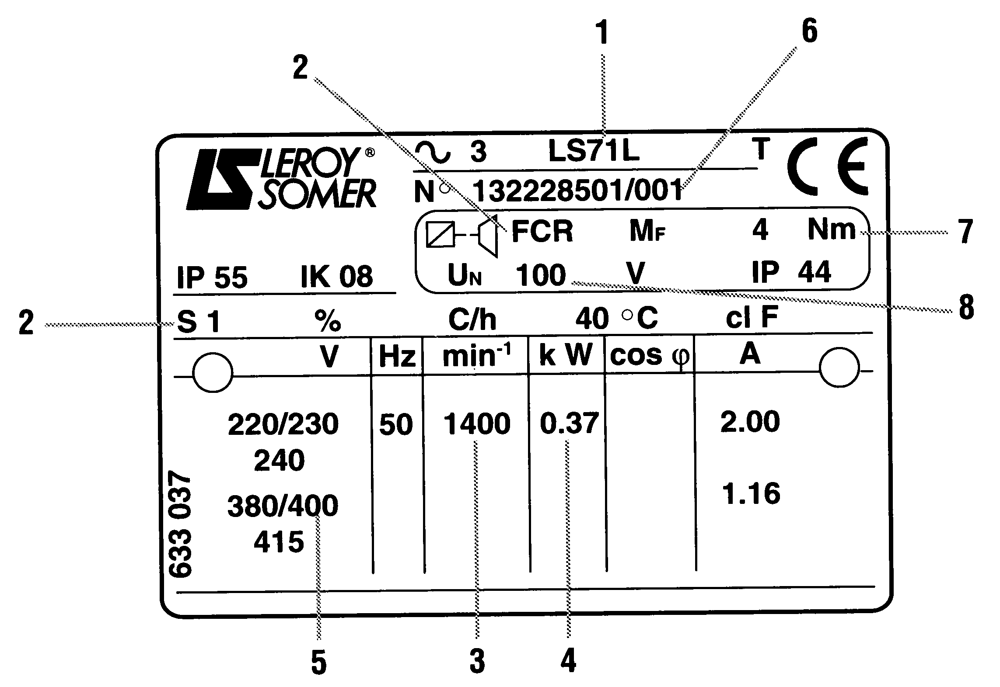 1
6
2
LEROY®
SOMER
3 LS71L T
CE
N° 132228501/001
FCR MF 4 Nm
7
IP 55 IK 08
UN 100 V IP 44
8
2
S 1 % C/h 40 °C cl F
V Hz min-1 k W cos φ A
220/230 50 1400 0.37 2.00
240
380/400 1.16
415
633 037
5 3 4